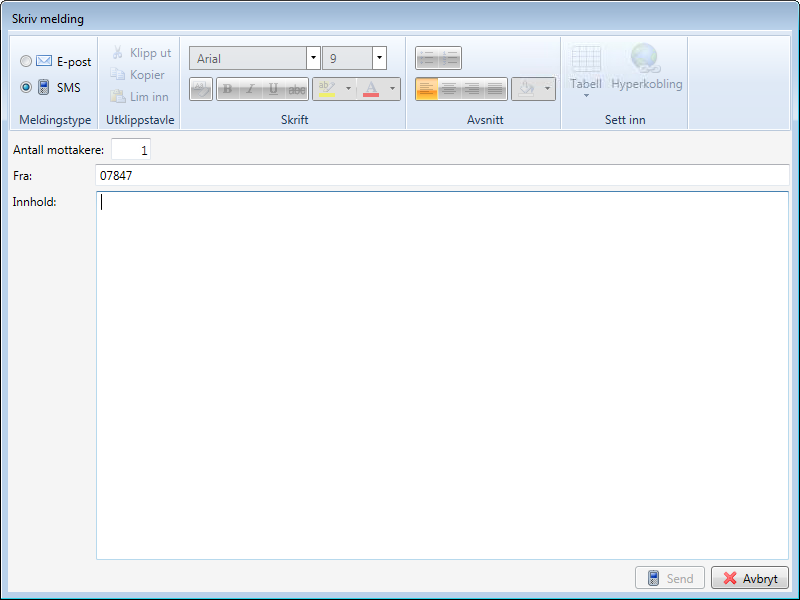 Skriv melding
E-post
SMS
Meldingstype
Klipp ut
Kopier
Lim inn
Utklippstavle
Arial
9
B I U abc
ab
A
Skrift
Avsnitt
Tabell
Hyperkobling
Sett inn
Antall mottakere: 1
Fra: 07847
Innhold:
Send
Avbryt